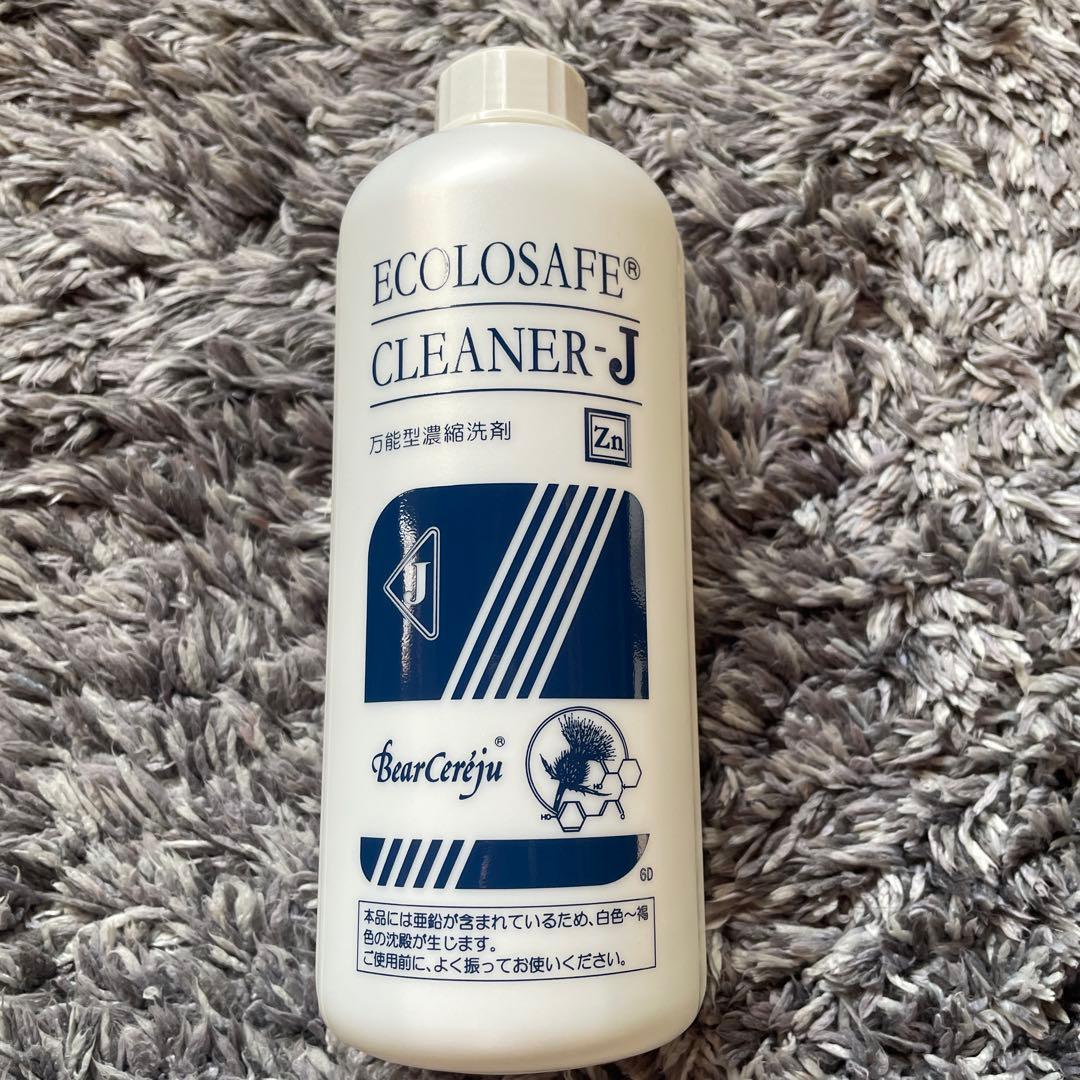 ECOLOSAFE®
CLEANER-J
万能型濃縮洗剤
Zn
J
BearCeréju®
HO
HO
O
6D
本品には亜鉛が含まれているため、白色～褐
色の沈殿が生じます。
ご使用前に、よく振ってお使いください。